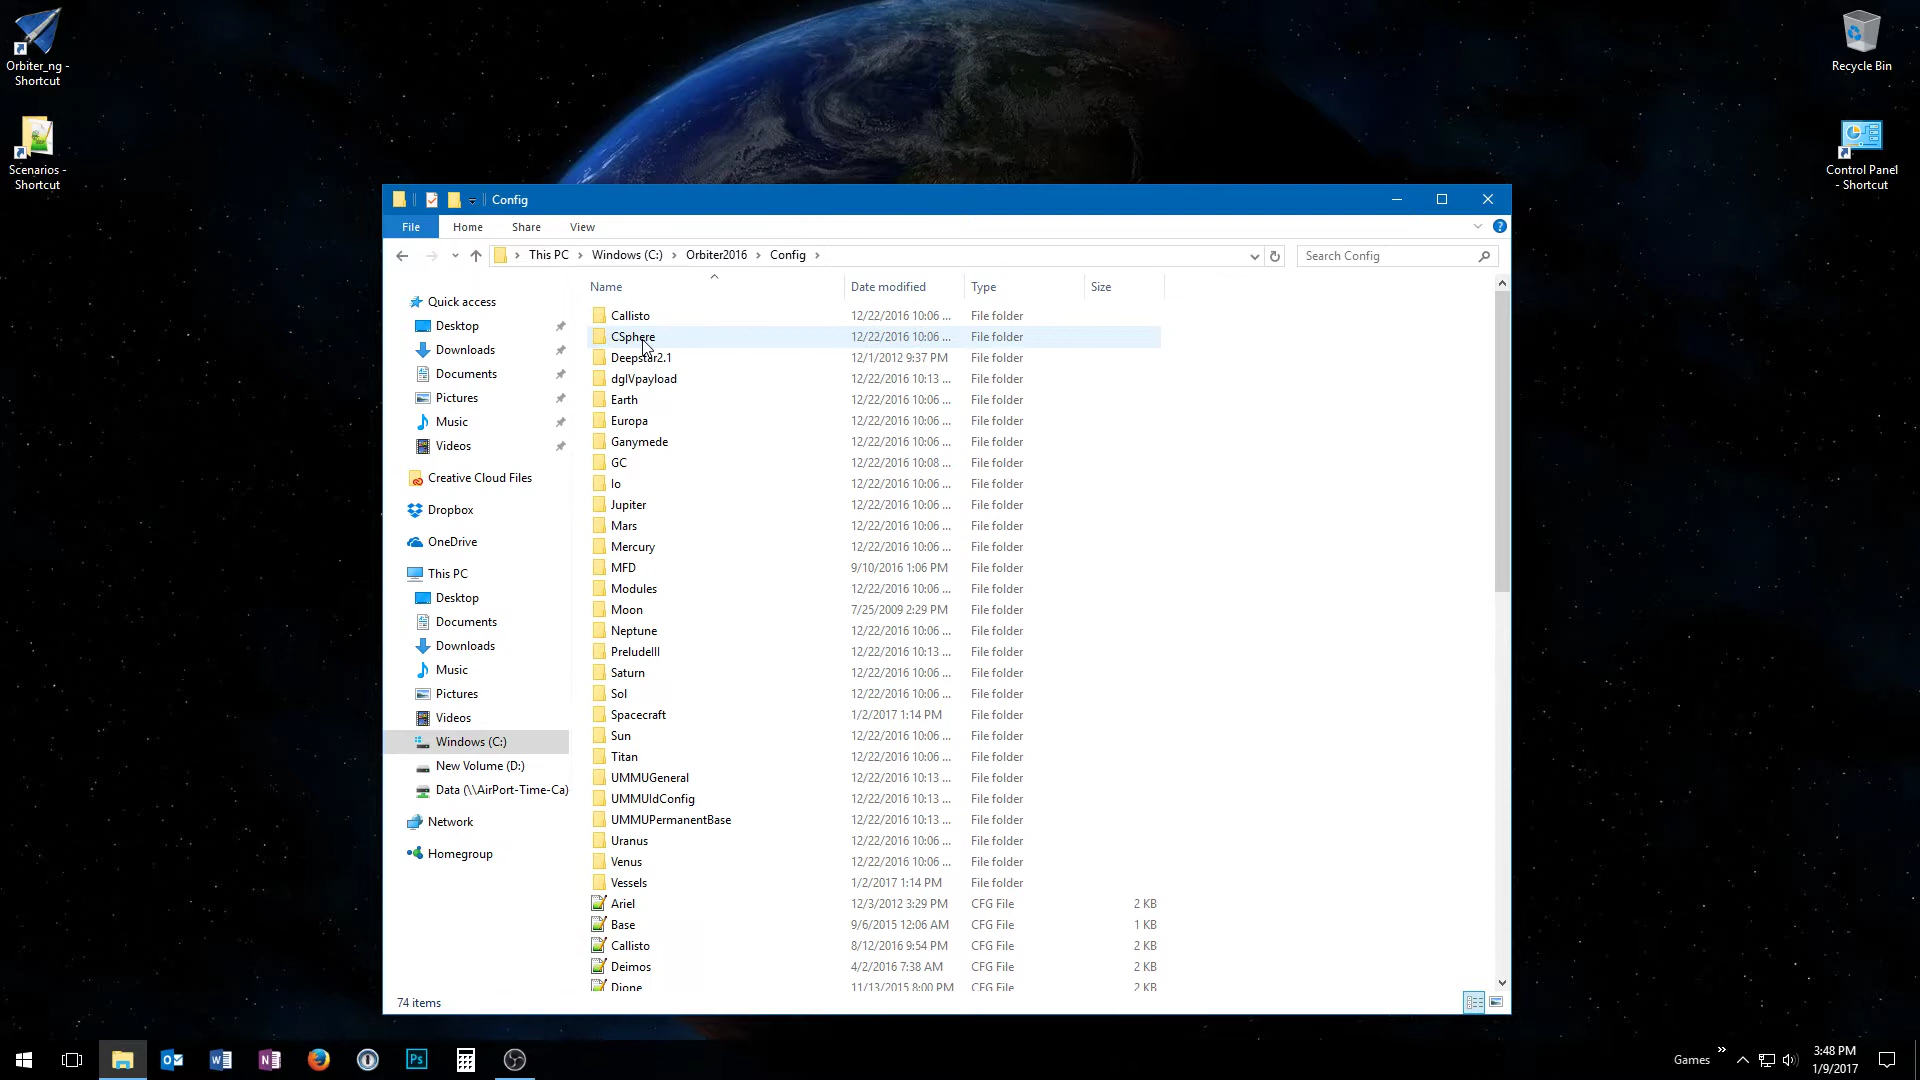 Orbiter_ng -
Shortcut
Scenarios -
Shortcut
Recycle Bin
Control Panel
- Shortcut
Config
File Home Share View
This PC Windows (C:) Orbiter2016 Config
Search Config
Quick access
Desktop
Downloads
Documents
Pictures
Music
Videos
Creative Cloud Files
Dropbox
OneDrive
This PC
Desktop
Documents
Downloads
Music
Pictures
Videos
Windows (C:)
New Volume (D:)
Data (\\AirPort-Time-Ca)
Network
Homegroup
Name Date modified Type Size
Callisto 12/22/2016 10:06 ... File folder
CSphere 12/22/2016 10:06 ... File folder
Deepstar2.1 12/1/2012 9:37 PM File folder
dgIVpayload 12/22/2016 10:13 ... File folder
Earth 12/22/2016 10:06 ... File folder
Europa 12/22/2016 10:06 ... File folder
Ganymede 12/22/2016 10:06 ... File folder
GC 12/22/2016 10:08 ... File folder
Io 12/22/2016 10:06 ... File folder
Jupiter 12/22/2016 10:06 ... File folder
Mars 12/22/2016 10:06 ... File folder
Mercury 12/22/2016 10:06 ... File folder
MFD 9/10/2016 1:06 PM File folder
Modules 12/22/2016 10:06 ... File folder
Moon 7/25/2009 2:29 PM File folder
Neptune 12/22/2016 10:06 ... File folder
PreludeIII 12/22/2016 10:13 ... File folder
Saturn 12/22/2016 10:06 ... File folder
Sol 12/22/2016 10:06 ... File folder
Spacecraft 1/2/2017 1:14 PM File folder
Sun 12/22/2016 10:06 ... File folder
Titan 12/22/2016 10:06 ... File folder
UMMUGeneral 12/22/2016 10:13 ... File folder
UMMUIdConfig 12/22/2016 10:13 ... File folder
UMMUPermanentBase 12/22/2016 10:13 ... File folder
Uranus 12/22/2016 10:06 ... File folder
Venus 12/22/2016 10:06 ... File folder
Vessels 1/2/2017 1:14 PM File folder
Ariel 12/3/2012 3:29 PM CFG File 2 KB
Base 9/6/2015 12:06 AM CFG File 1 KB
Callisto 8/12/2016 9:54 PM CFG File 2 KB
Deimos 4/2/2016 7:38 AM CFG File 2 KB
Dione 11/13/2015 8:00 PM CFG File 2 KB
74 items
Games
3:48 PM
1/9/2017